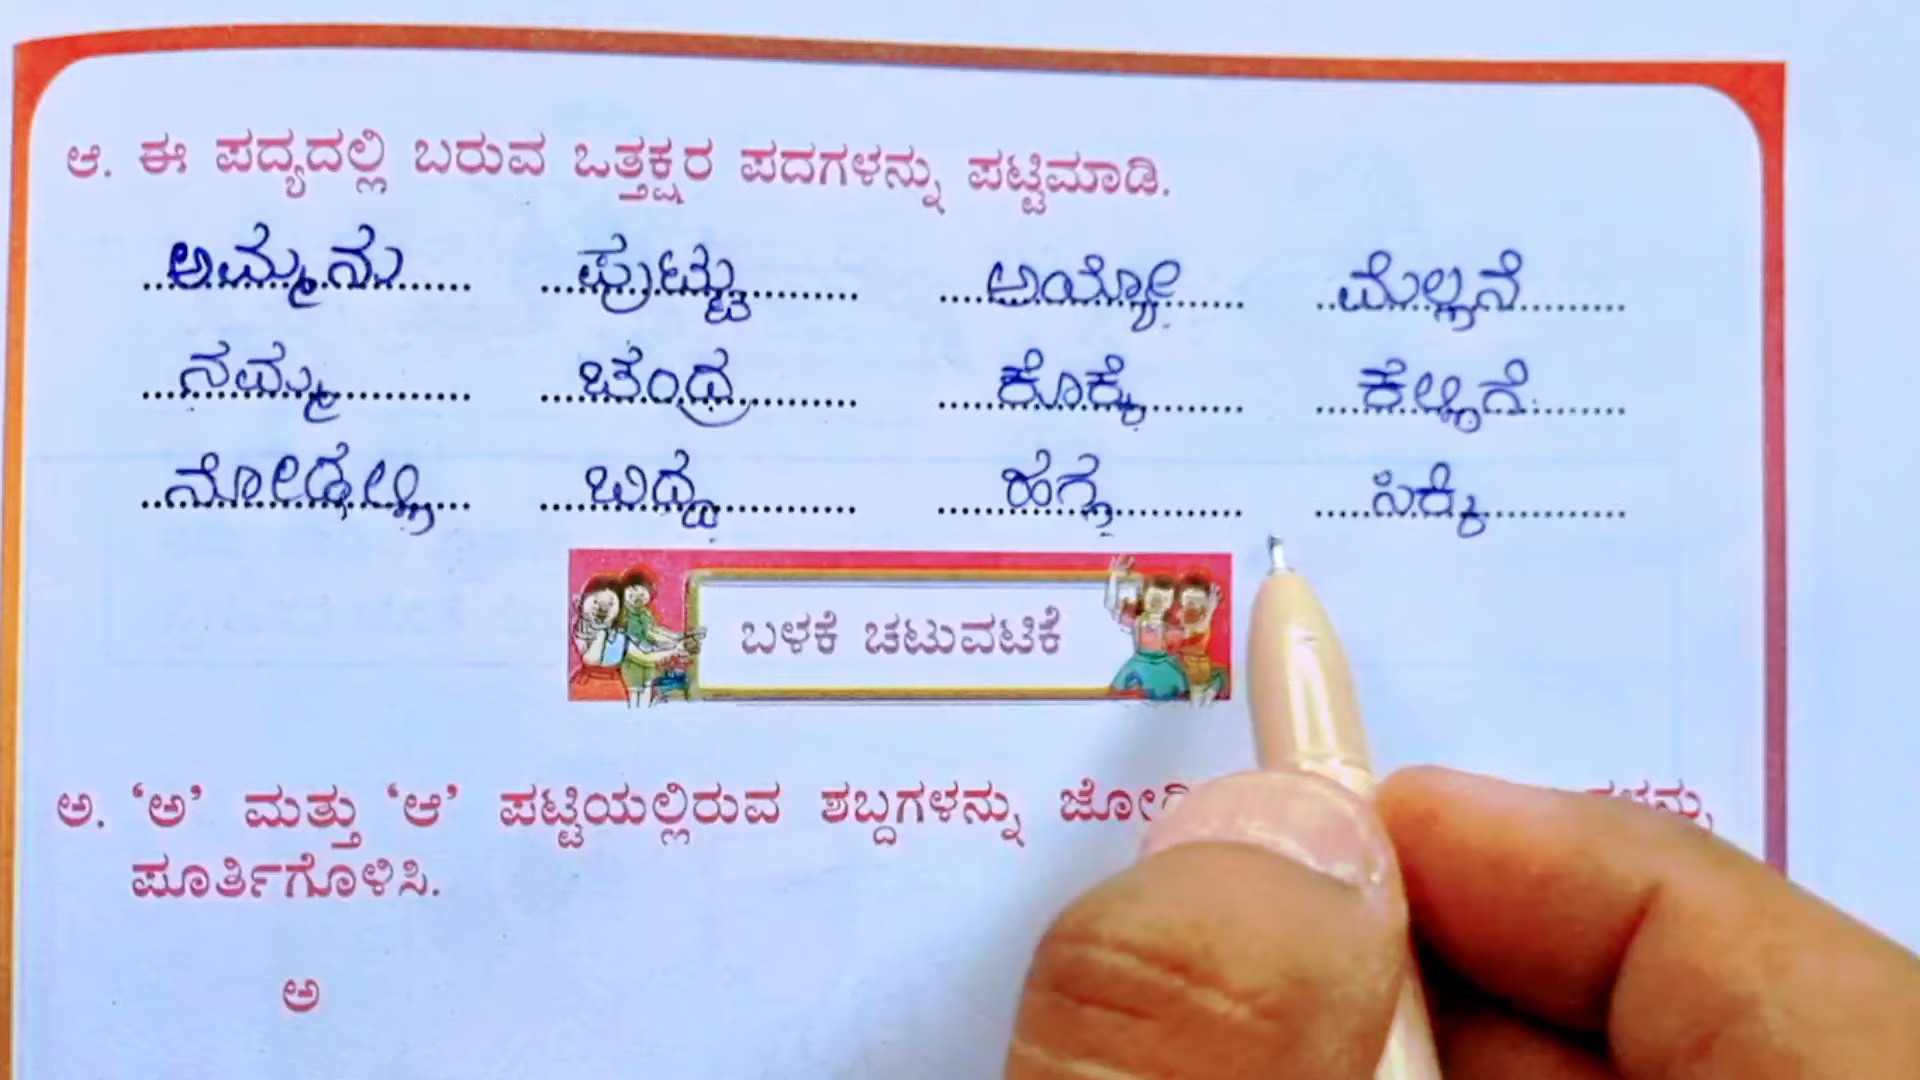 ಆ. ಈ ಪದ್ಯದಲ್ಲಿ ಬರುವ ಒತ್ತಕ್ಷರ ಪದಗಳನ್ನು ಪಟ್ಟಿಮಾಡಿ.
ಅಮ್ಮನು ಪುಟ್ಟು ಅಯ್ಯೋ ಮೆಲ್ಲನೆ
ನಮ್ಮ ಚಂದ್ರ ಕೊಕ್ಕೆ ಕೆಳ್ಳಗೆ
ನೋಡಲ್ಲಿ ಬಿದ್ದ ಹಗ್ಗ ಸಿಕ್ಕಿ
ಬಳಕೆ ಚಟುವಟಿಕೆ
ಅ. ‘ಅ’ ಮತ್ತು ‘ಆ’ ಪಟ್ಟಿಯಲ್ಲಿರುವ ಶಬ್ದಗಳನ್ನು
ಪೂರ್ತಿಗೊಳಿಸಿ.
ಅ